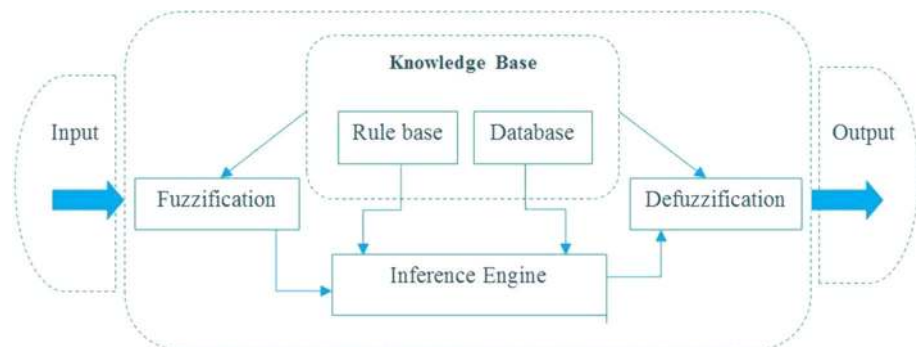 Knowledge Base
Input
Rule base
Database
Output
Fuzzification
Defuzzification
Inference Engine